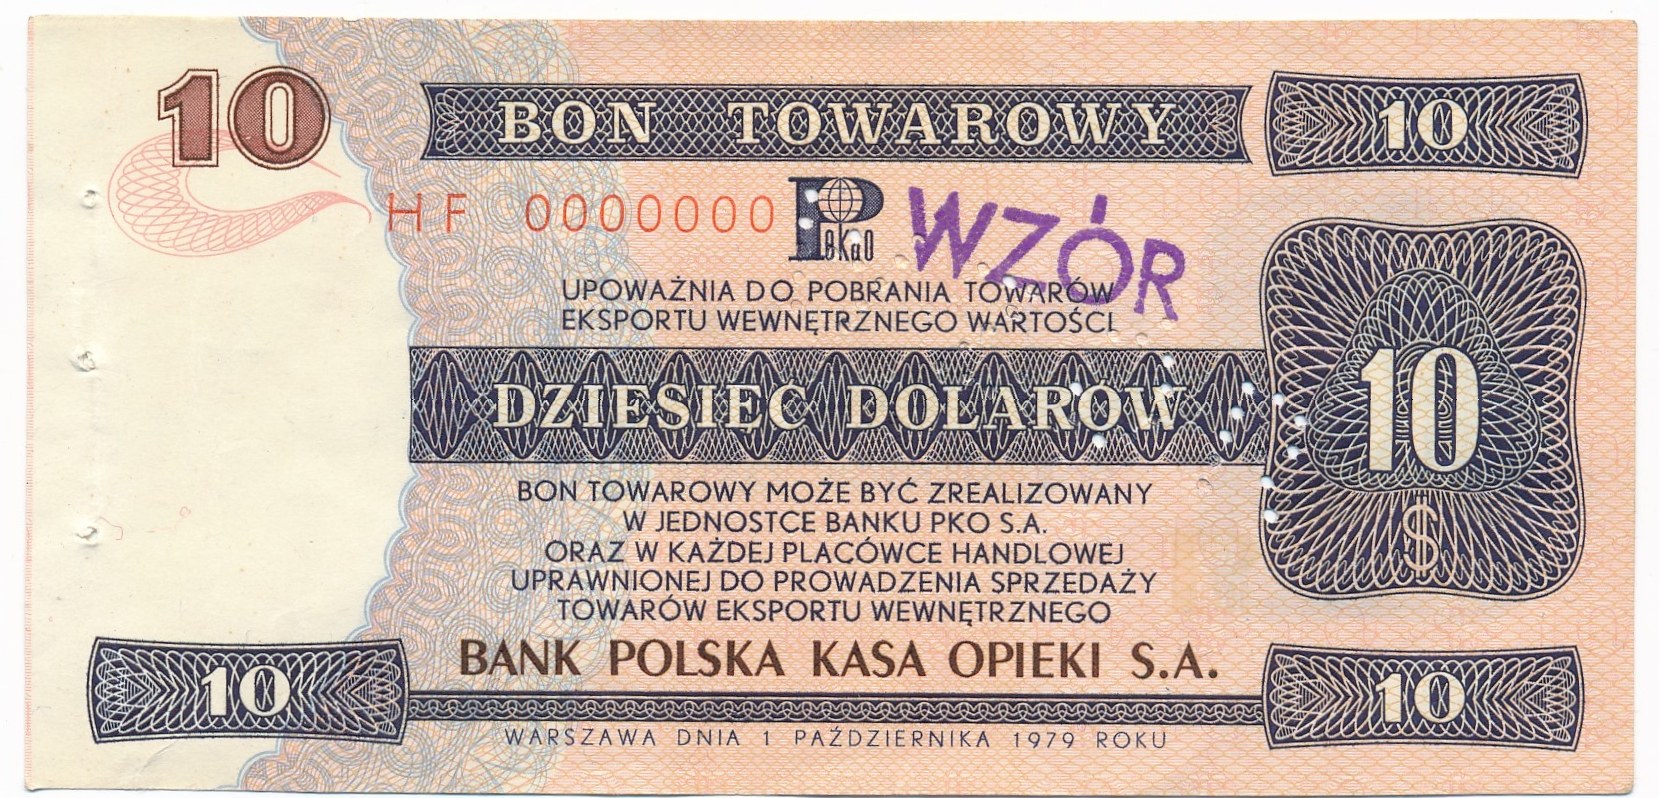 10
BON TOWAROWY
10
HF 0000000
PeKaO
WZÓR
UPOWAŻNIA DO POBRANIA TOWARÓW
EKSPORTU WEWNĘTRZNEGO WARTOŚCI
DZIESIĘĆ DOLARÓW
10
$
BON TOWAROWY MOŻE BYĆ ZREALIZOWANY
W JEDNOSTCE BANKU PKO S.A.
ORAZ W KAŻDEJ PLACÓWCE HANDLOWEJ
UPRAWNIONEJ DO PROWADZENIA SPRZEDAŻY
TOWARÓW EKSPORTU WEWNĘTRZNEGO
BANK POLSKA KASA OPIEKI S.A.
10
10
WARSZAWA DNIA 1 PAŹDZIERNIKA 1979 ROKU